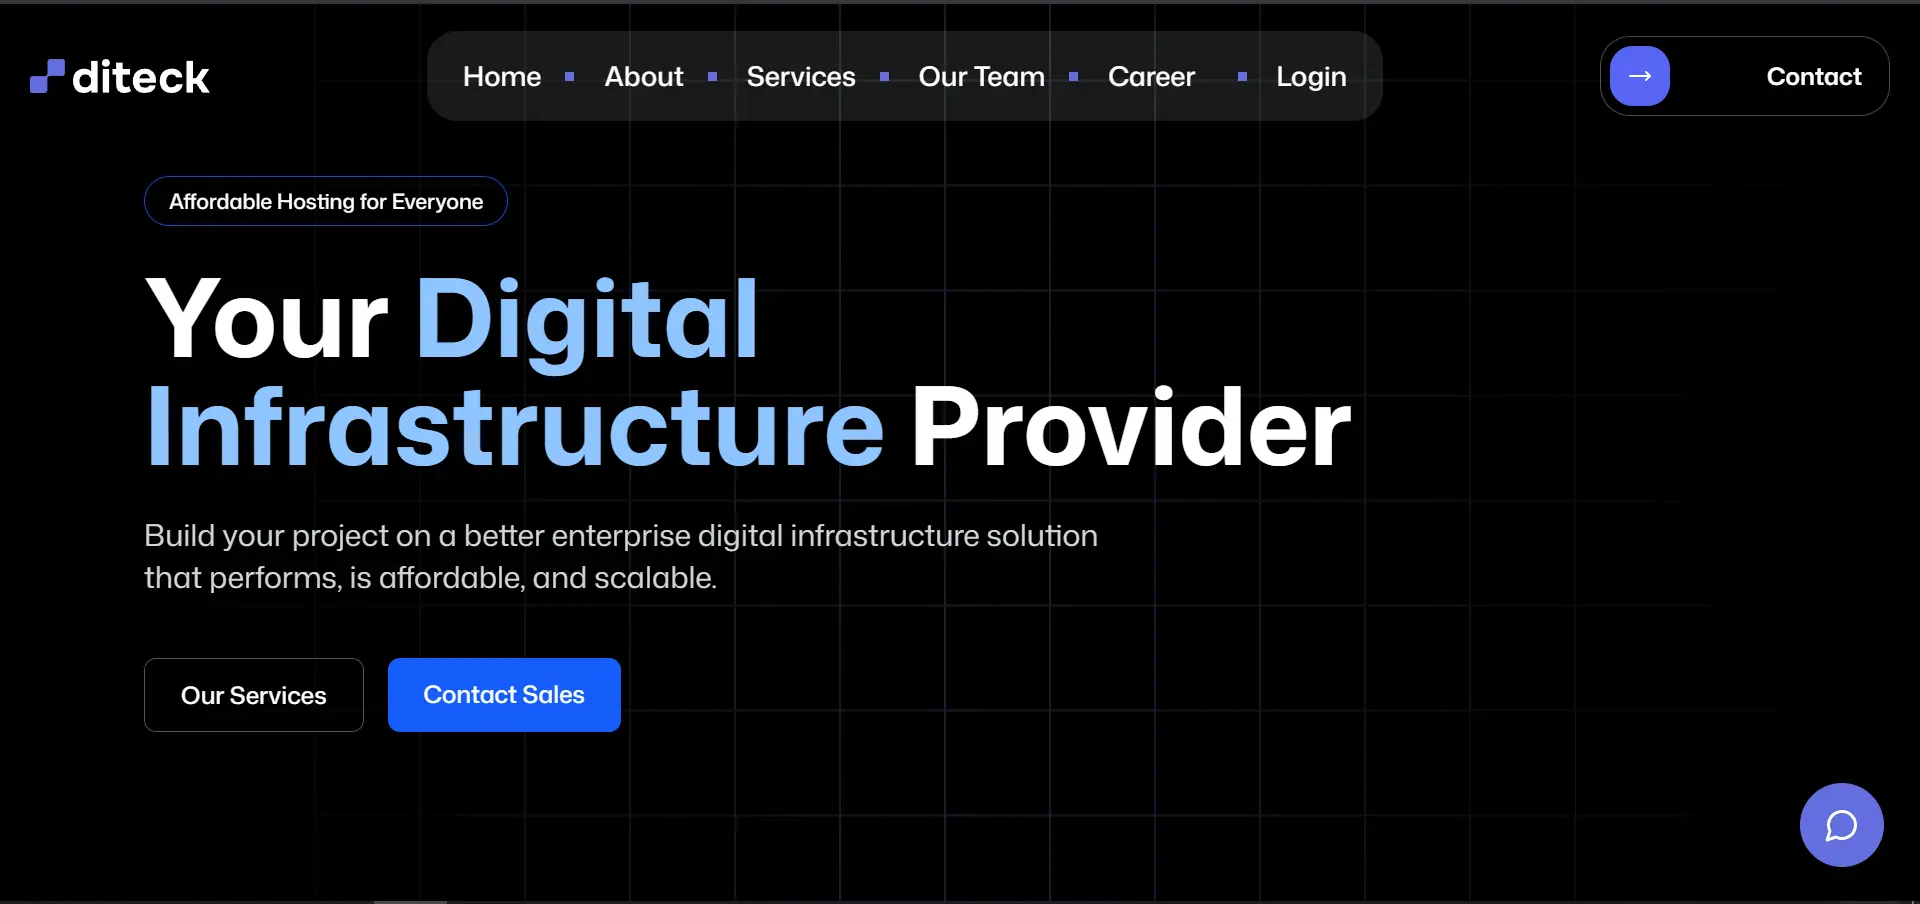 diteck
Home About Services Our Team Career Login
Contact
Affordable Hosting for Everyone
Your Digital
Infrastructure Provider
Build your project on a better enterprise digital infrastructure solution
that performs, is affordable, and scalable.
Our Services
Contact Sales